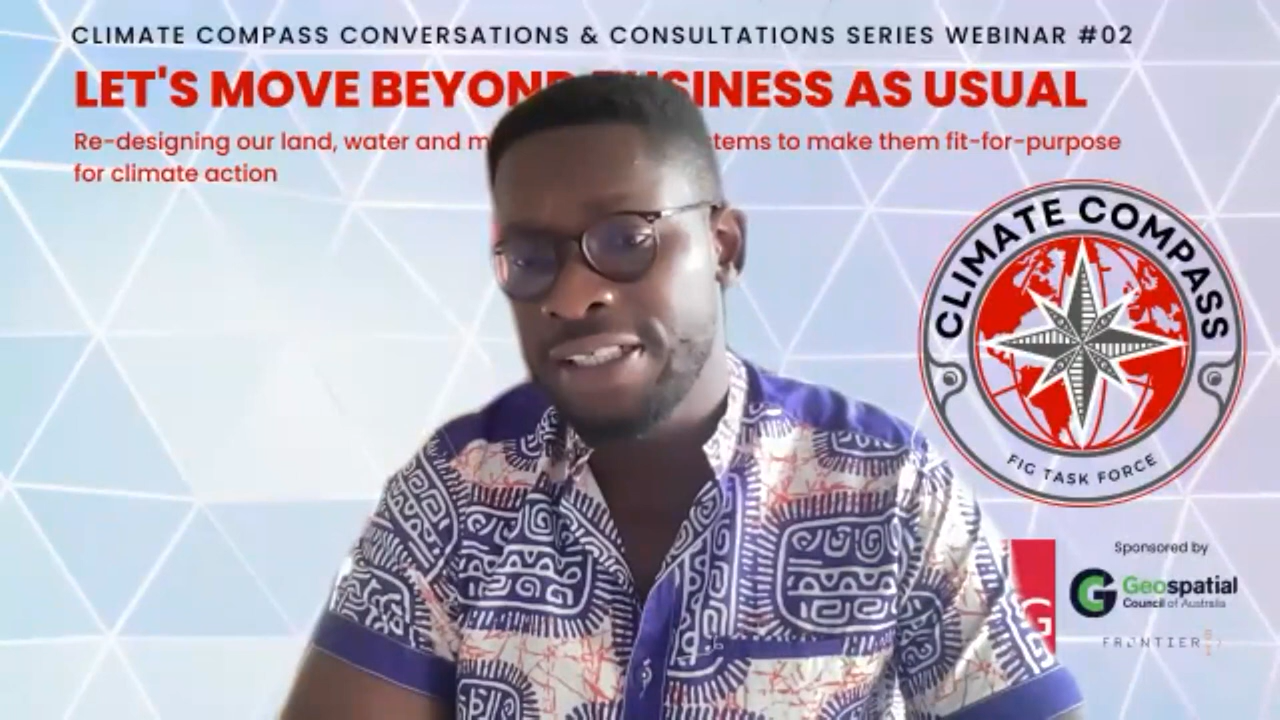 CLIMATE COMPASS CONVERSATIONS & CONSULTATIONS SERIES WEBINAR #02
LET'S MOVE BEYOND BUSINESS AS USUAL
Re-designing our land, water and m tems to make them fit-for-purpose
for climate action
CLIMATE COMPASS
FIG TASK FORCE
Sponsored by
G
Geospatial
Council of Australia
FRONTIER SI